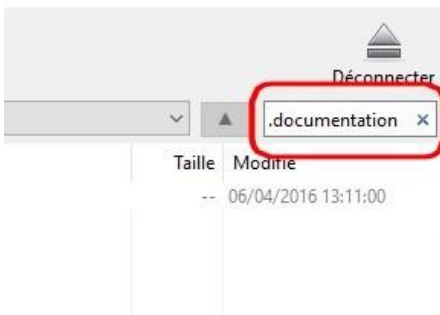 Déconnecter
.documentation ×
Taille Modifié
-- 06/04/2016 13:11:00